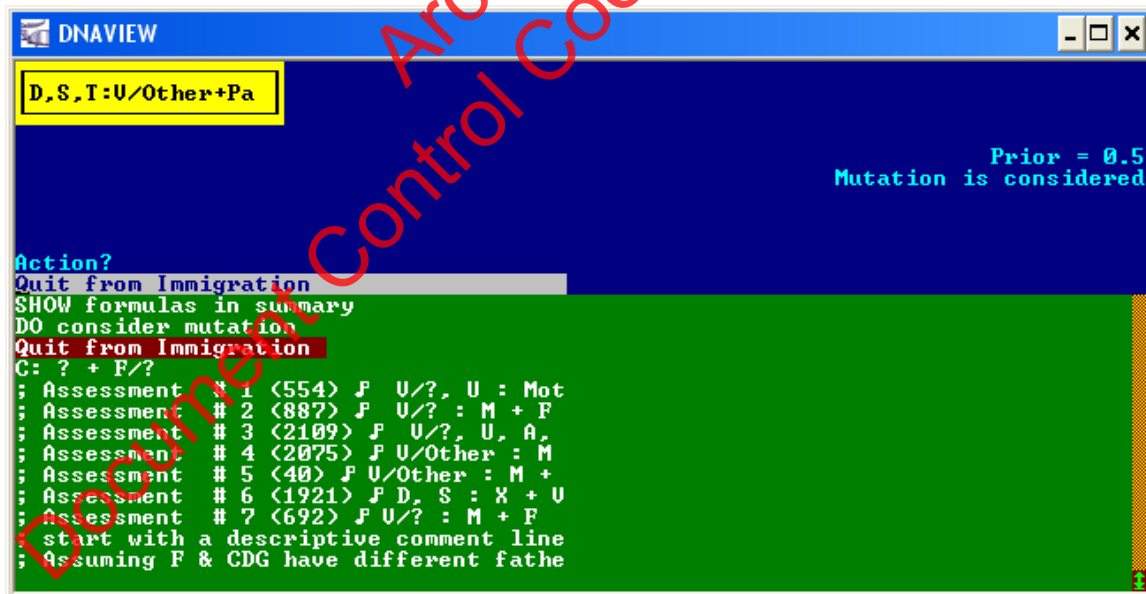 DNAVIEW
D,S,T:V/Other+Pa
Prior = 0.5
Mutation is considered
Action?
Quit from Immigration
SHOW formulas in summary
DO consider mutation
Quit from Immigration
C: ? + F/?
; Assessment # 1 (554) ₽ V/?, U : Mot
; Assessment # 2 (887) ₽ V/? : M + F
; Assessment # 3 (2109) ₽ V/?, U, A,
; Assessment # 4 (2075) ₽ V/Other : M
; Assessment # 5 (40) ₽ V/Other : M +
; Assessment # 6 (1921) ₽ D, S : X + V
; Assessment # 7 (692) ₽ V/? : M + F
; start with a descriptive comment line
; Assuming F & CDG have different fathe
Document Control